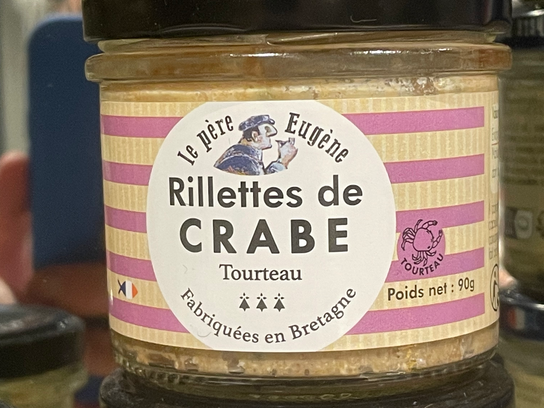 le père Eugène
Rillettes de
CRABE
Tourteau
Fabriquées en Bretagne
TOURTEAU
Poids net : 90g